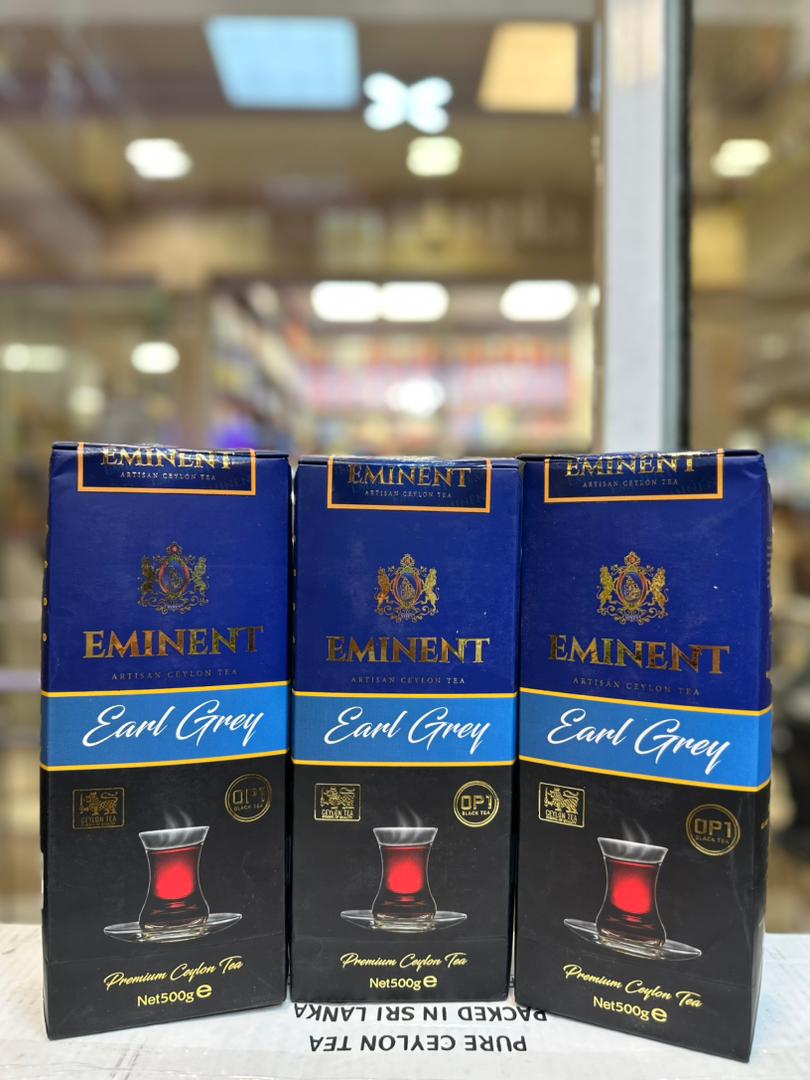 EMINENT
ARTISAN CEYLON TEA
EMINENT
ARTISAN CEYLON TEA
Earl Grey
CEYLON TEA
OP1
BLACK TEA
Premium Ceylon Tea
Net500g e
EMINENT
ARTISAN CEYLON TEA
EMINENT
ARTISAN CEYLON TEA
Earl Grey
CEYLON TEA
OP1
BLACK TEA
Premium Ceylon Tea
Net500g e
EMINENT
ARTISAN CEYLON TEA
EMINENT
ARTISAN CEYLON TEA
Earl Grey
CEYLON TEA
OP1
BLACK TEA
Premium Ceylon Tea
Net500g e
PURE CEYLON TEA
PACKED IN SRI LANKA